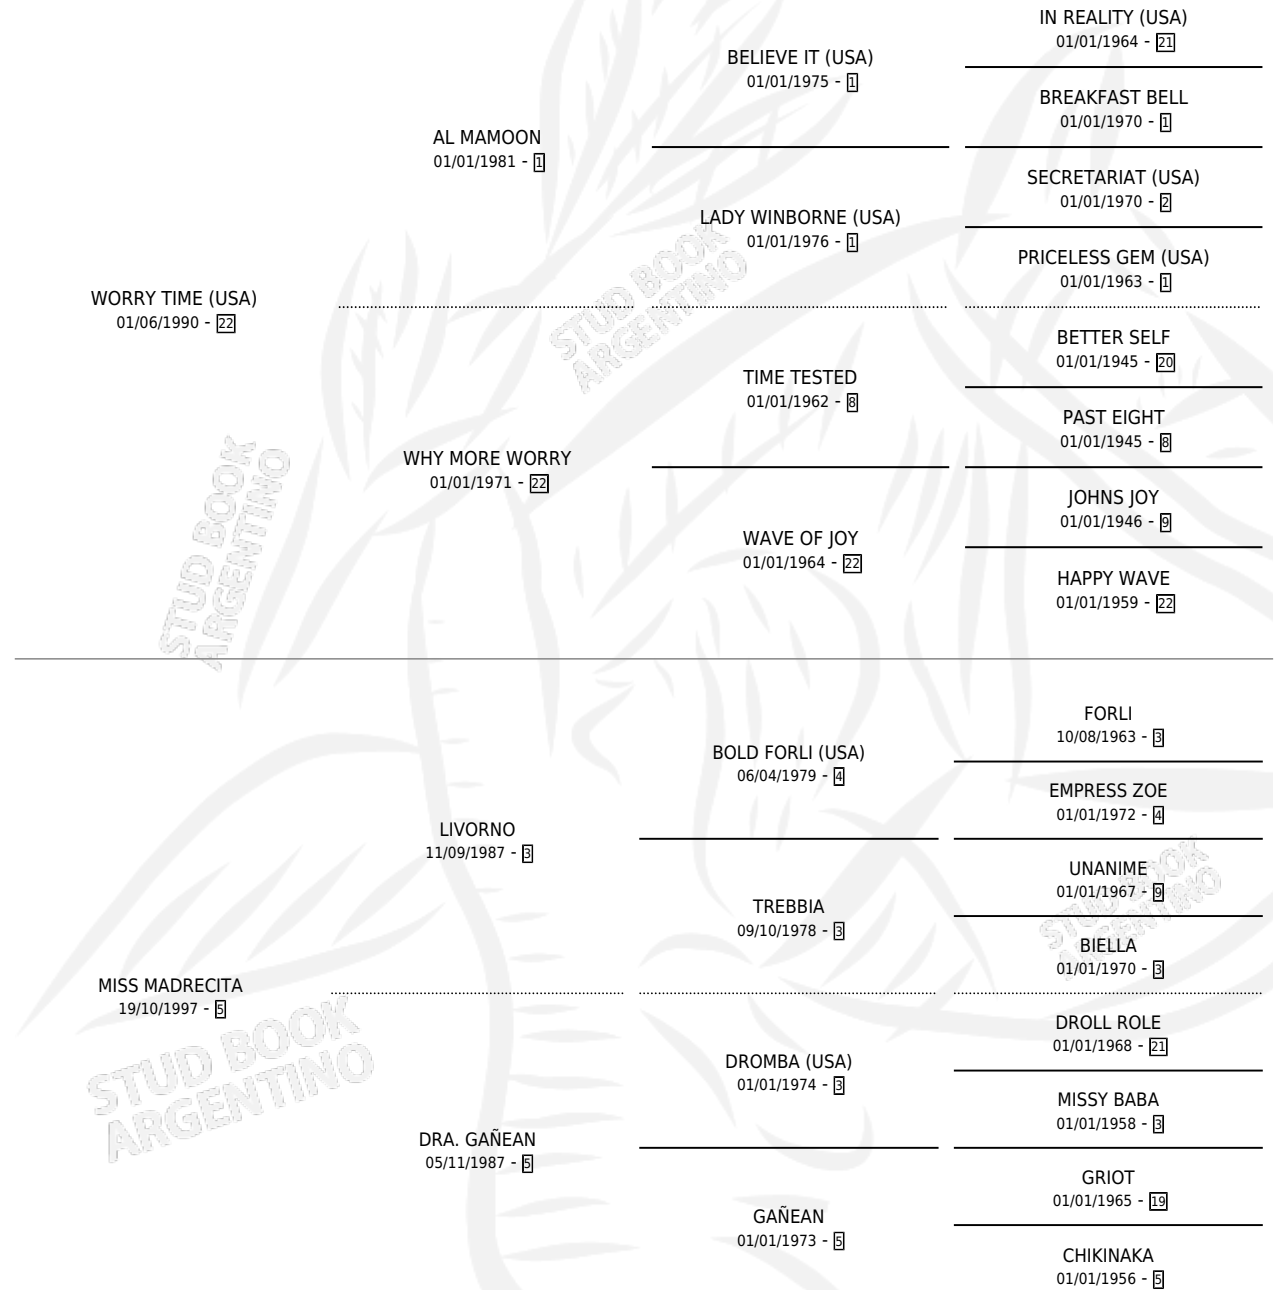 IN REALITY (USA)
01/01/1964 - 21
BELIEVE IT (USA)
01/01/1975 - 1
BREAKFAST BELL
01/01/1970 - 1
AL MAMOON
01/01/1981 - 1
SECRETARIAT (USA)
01/01/1970 - 2
LADY WINBORNE (USA)
01/01/1976 - 1
PRICELESS GEM (USA)
01/01/1963 - 1
STUD BOOK
ARGENTINO
WORRY TIME (USA)
01/06/1990 - 22
BETTER SELF
01/01/1945 - 20
TIME TESTED
01/01/1962 - 8
PAST EIGHT
01/01/1945 - 8
WHY MORE WORRY
01/01/1971 - 22
JOHNS JOY
01/01/1946 - 9
WAVE OF JOY
01/01/1964 - 22
HAPPY WAVE
01/01/1959 - 22
STUD BOOK
ARGENTINO
FORLI
10/08/1963 - 3
BOLD FORLI (USA)
06/04/1979 - 4
EMPRESS ZOE
01/01/1972 - 4
LIVORNO
11/09/1987 - 3
UNANIME
01/01/1967 - 9
TREBBIA
09/10/1978 - 3
BIELLA
01/01/1970 - 3
STUD BOOK
ARGENTINO
MISS MADRECITA
19/10/1997 - 5
DROLL ROLE
01/01/1968 - 21
DROMBA (USA)
01/01/1974 - 3
MISSY BABA
01/01/1958 - 3
STUD BOOK
ARGENTINO
DRA. GAÑEAN
05/11/1987 - 5
GRIOT
01/01/1965 - 19
GAÑEAN
01/01/1973 - 5
CHIKINAKA
01/01/1956 - 5